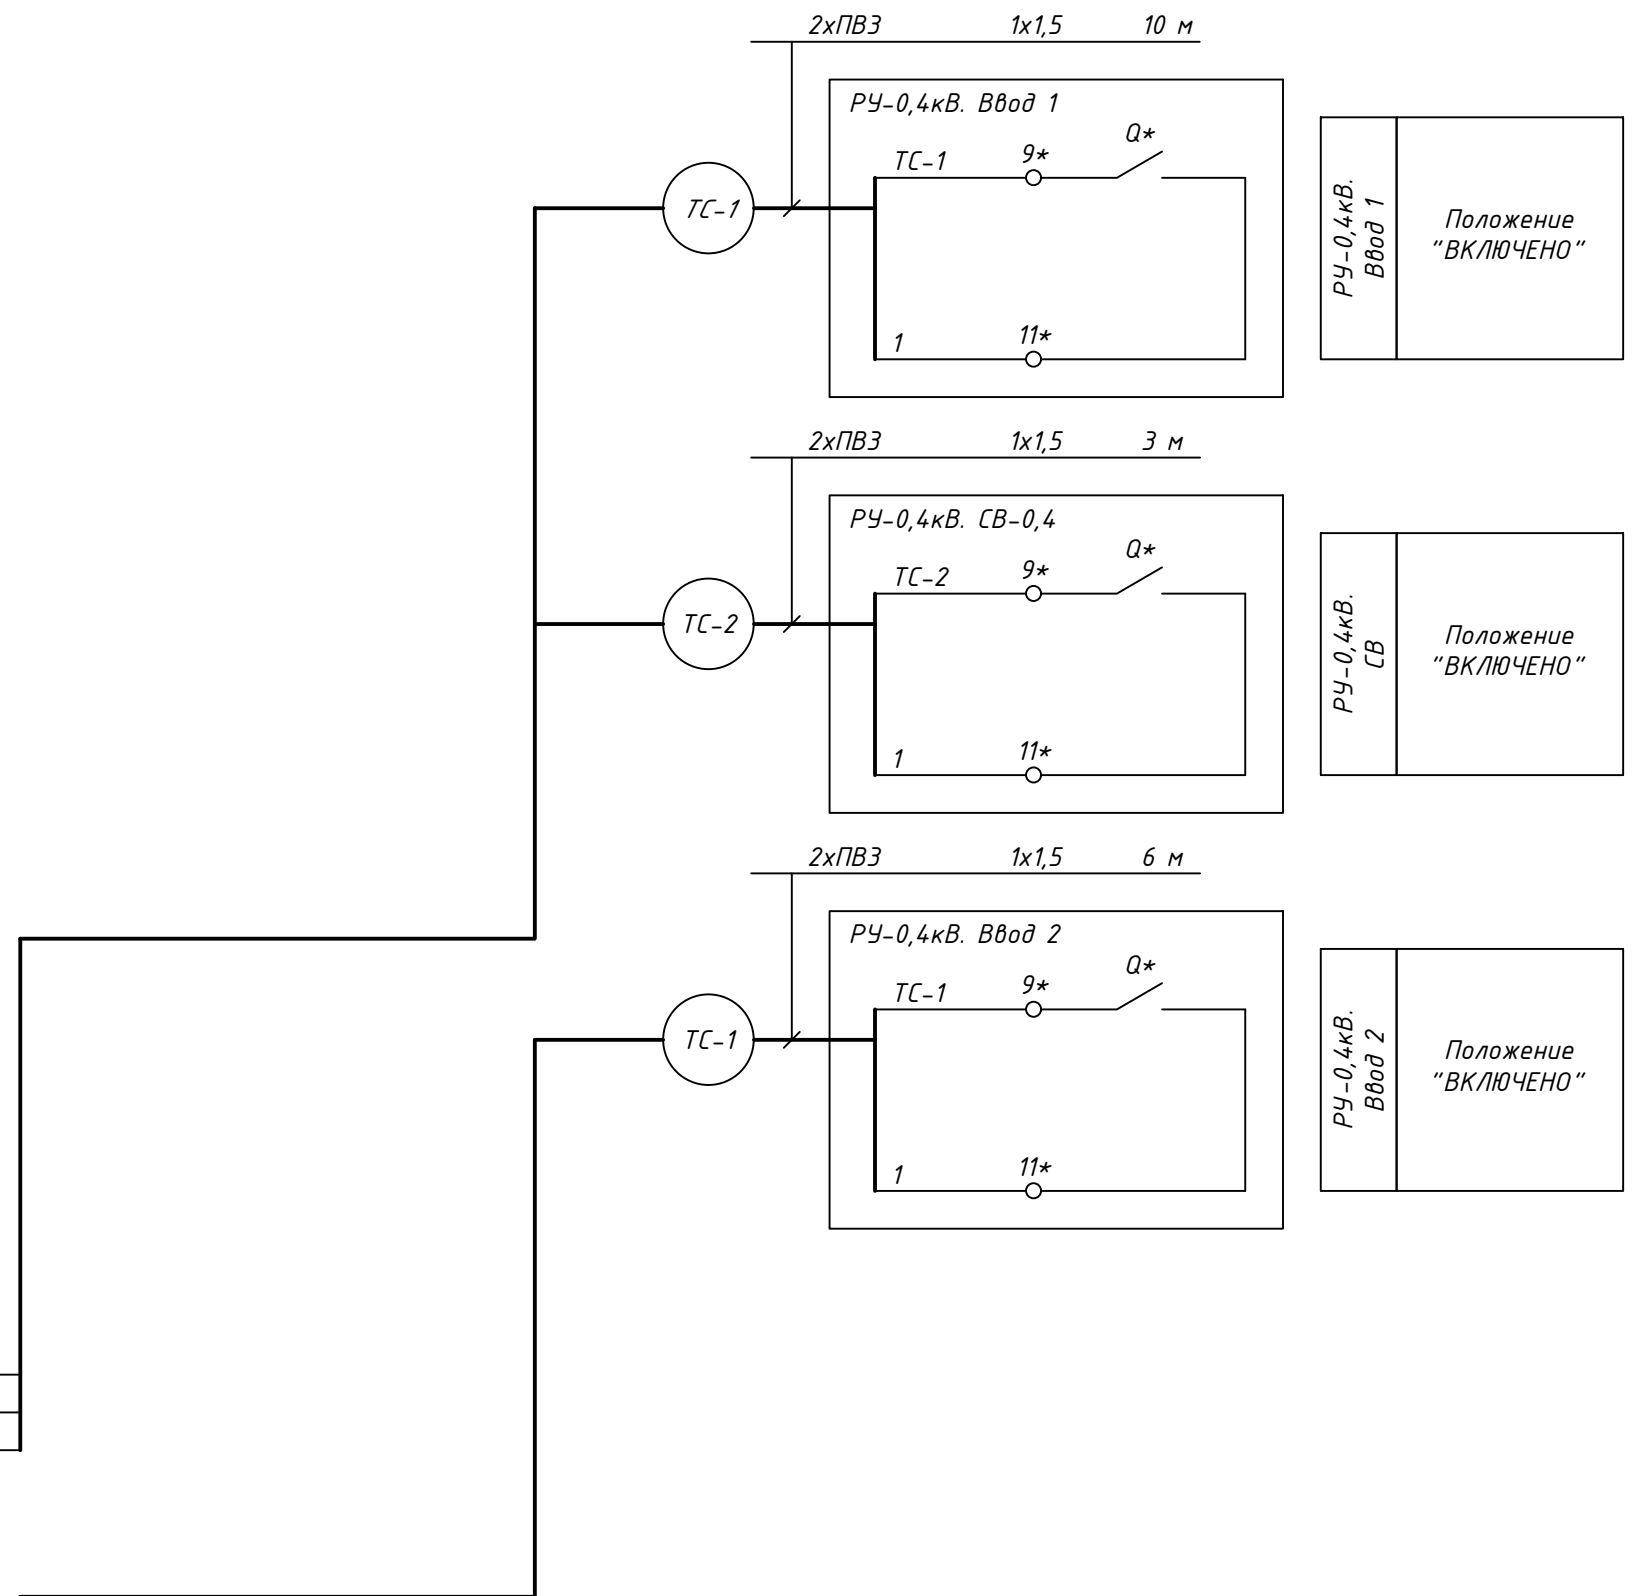 2хПВ3 1х1,5 10 м
РУ-0,4кВ. Ввод 1
Q*
ТС-1 9*
ТС-1
1 11*
РУ-0,4кВ.
Ввод 1
Положение
"ВКЛЮЧЕНО"
2хПВ3 1х1,5 3 м
РУ-0,4кВ. СВ-0,4
Q*
ТС-2 9*
ТС-2
1 11*
РУ-0,4кВ.
СВ
Положение
"ВКЛЮЧЕНО"
2хПВ3 1х1,5 6 м
РУ-0,4кВ. Ввод 2
Q*
ТС-1 9*
ТС-1
1 11*
РУ-0,4кВ.
Ввод 2
Положение
"ВКЛЮЧЕНО"